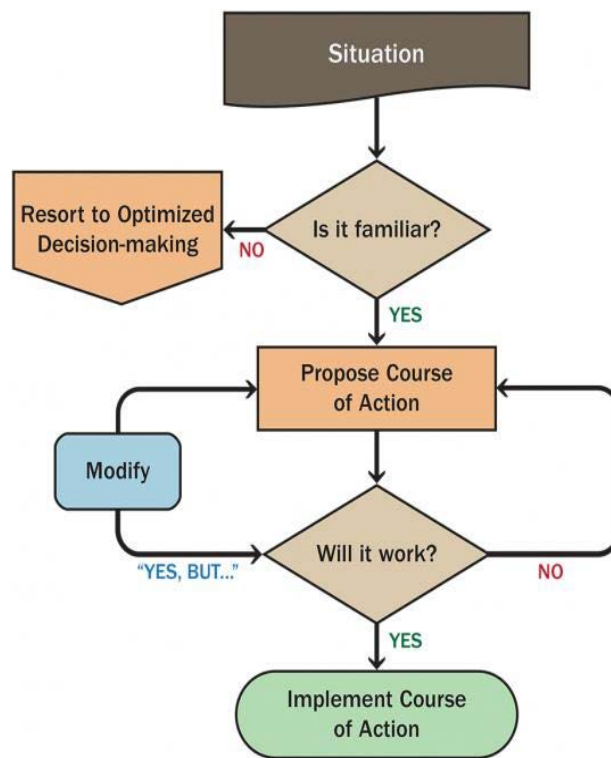 Situation
Is it familiar?
Resort to Optimized
Decision-making
NO
YES
Propose Course
of Action
Modify
Will it work?
"YES, BUT..."
NO
YES
Implement Course
of Action